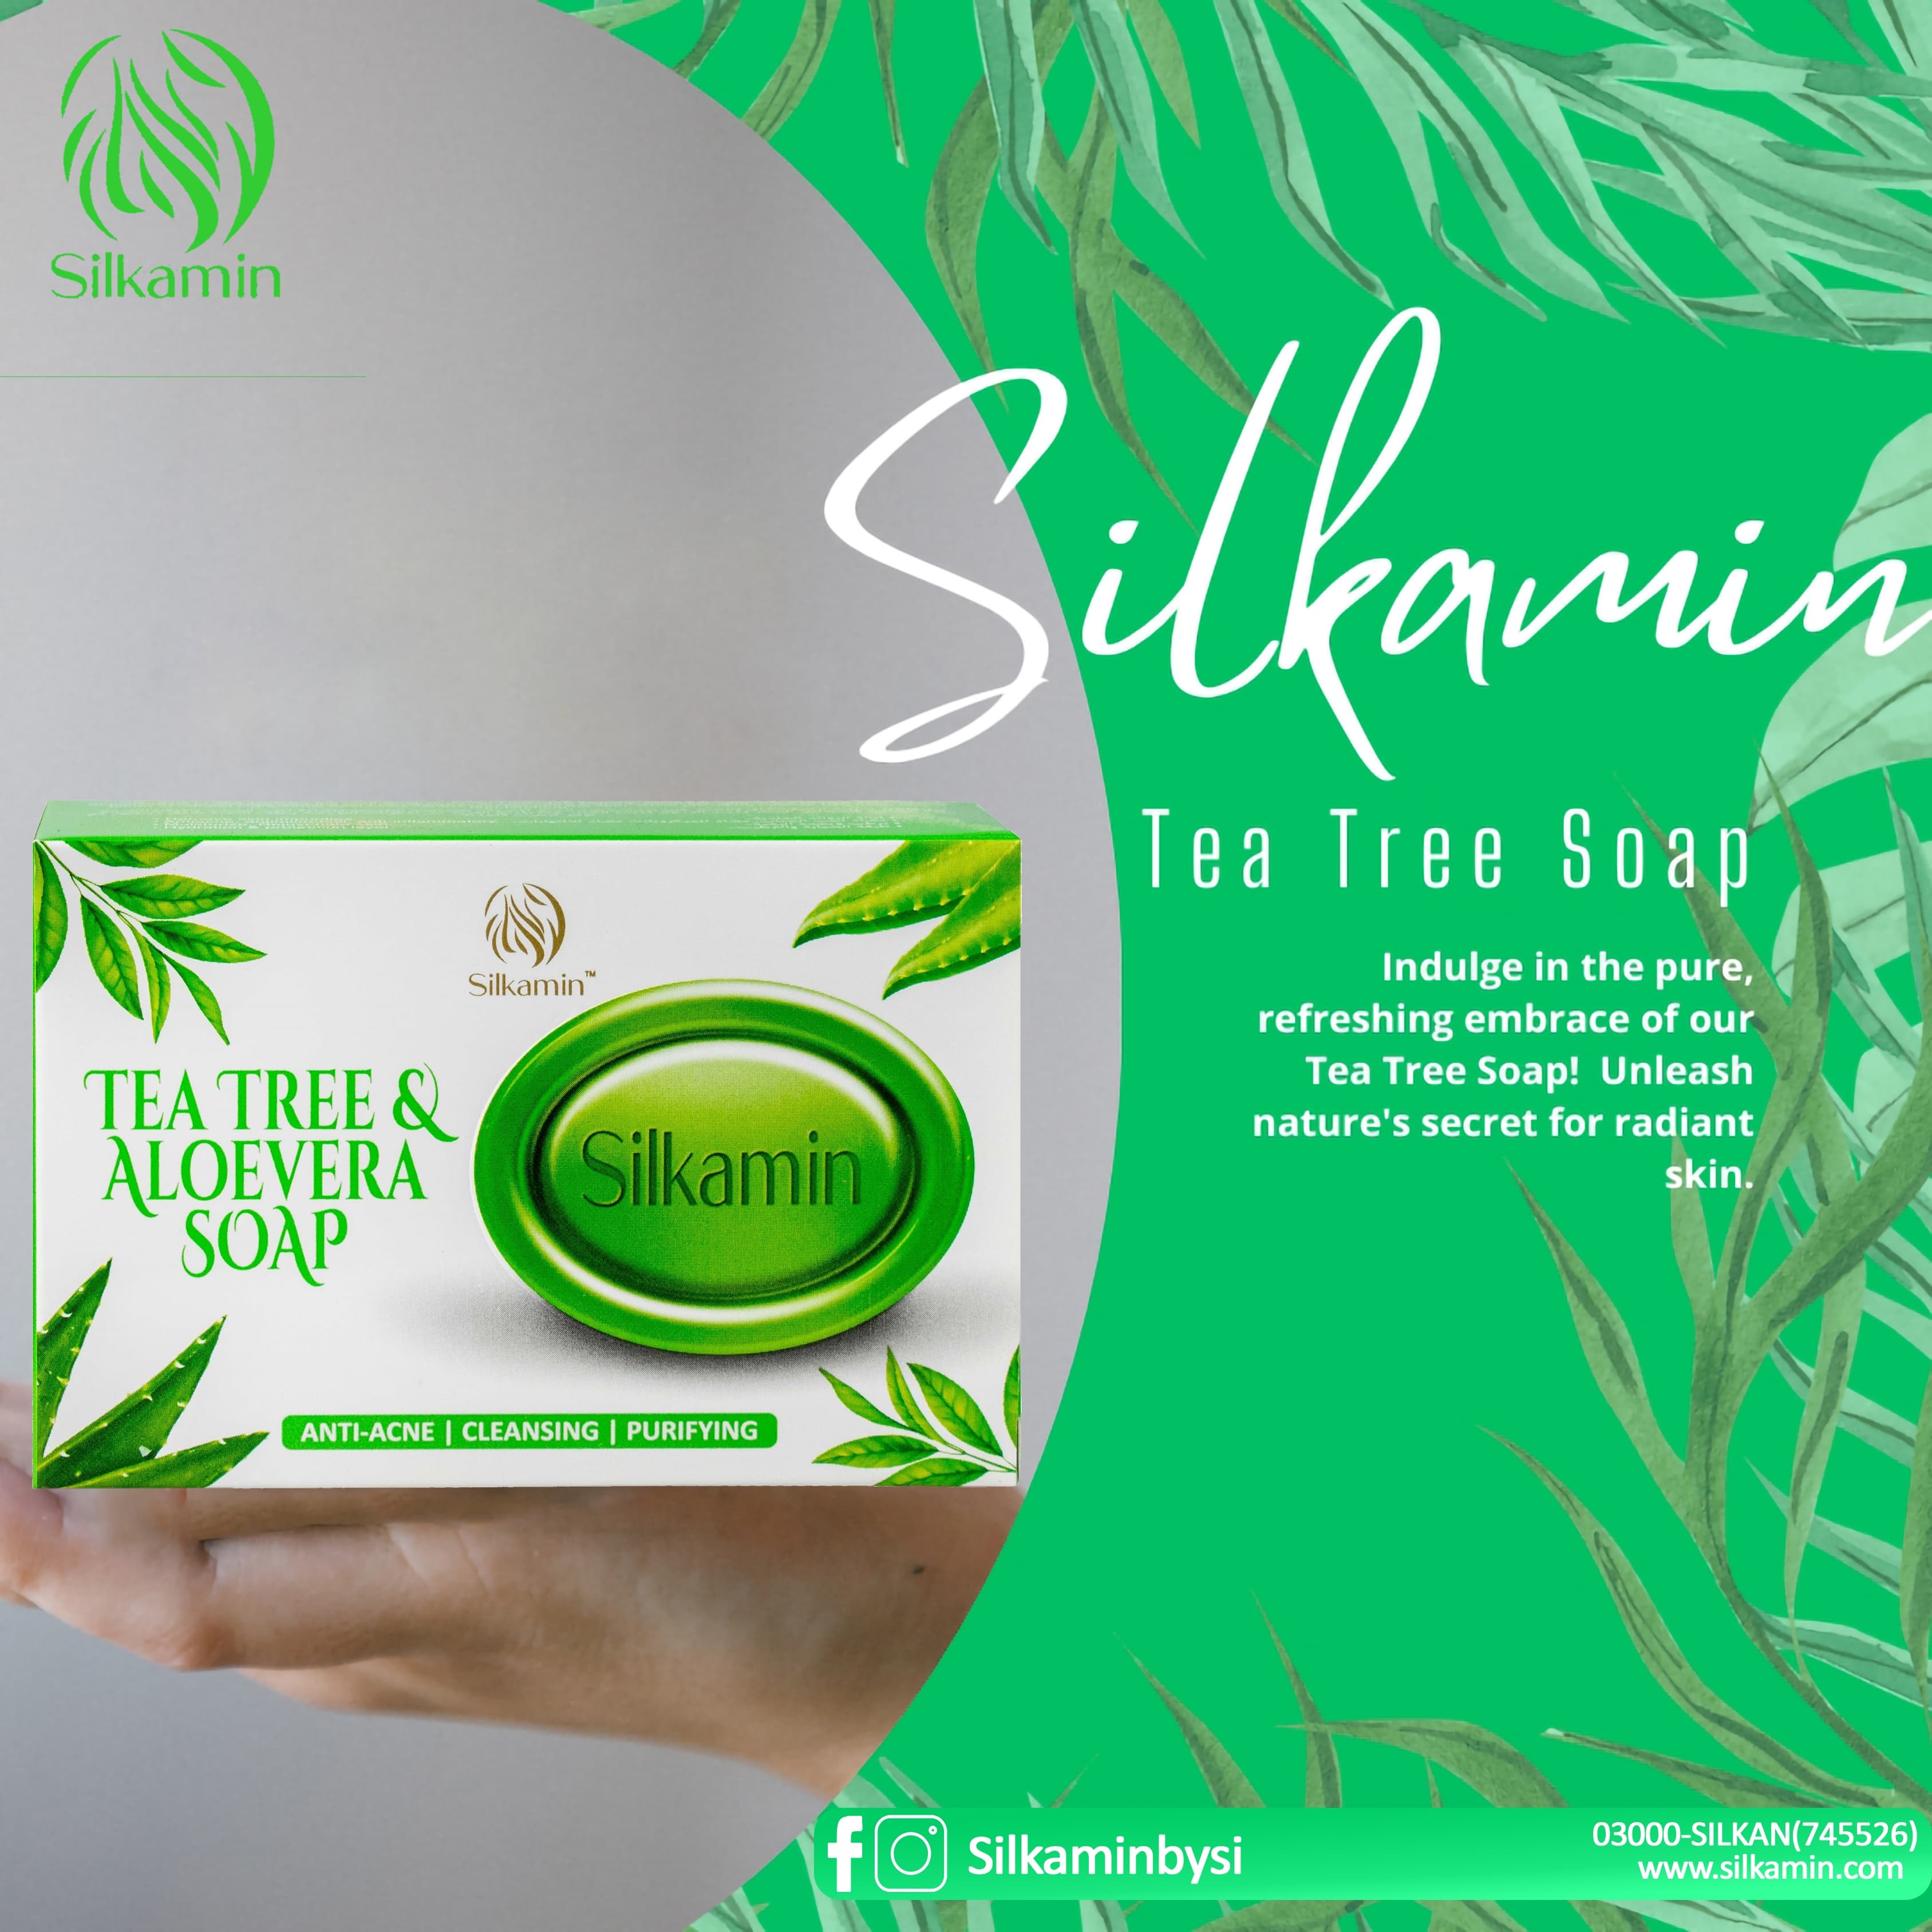 Silkamin
Silkamin
Tea Tree Soap
Indulge in the pure,
refreshing embrace of our
Tea Tree Soap!  Unleash
nature's secret for radiant
skin.
Silkamin™
TEA TREE &
ALOEVERA
SOAP
Silkamin
ANTI-ACNE | CLEANSING | PURIFYING
Silkaminbysi
03000-SILKAN(745526)
www.silkamin.com